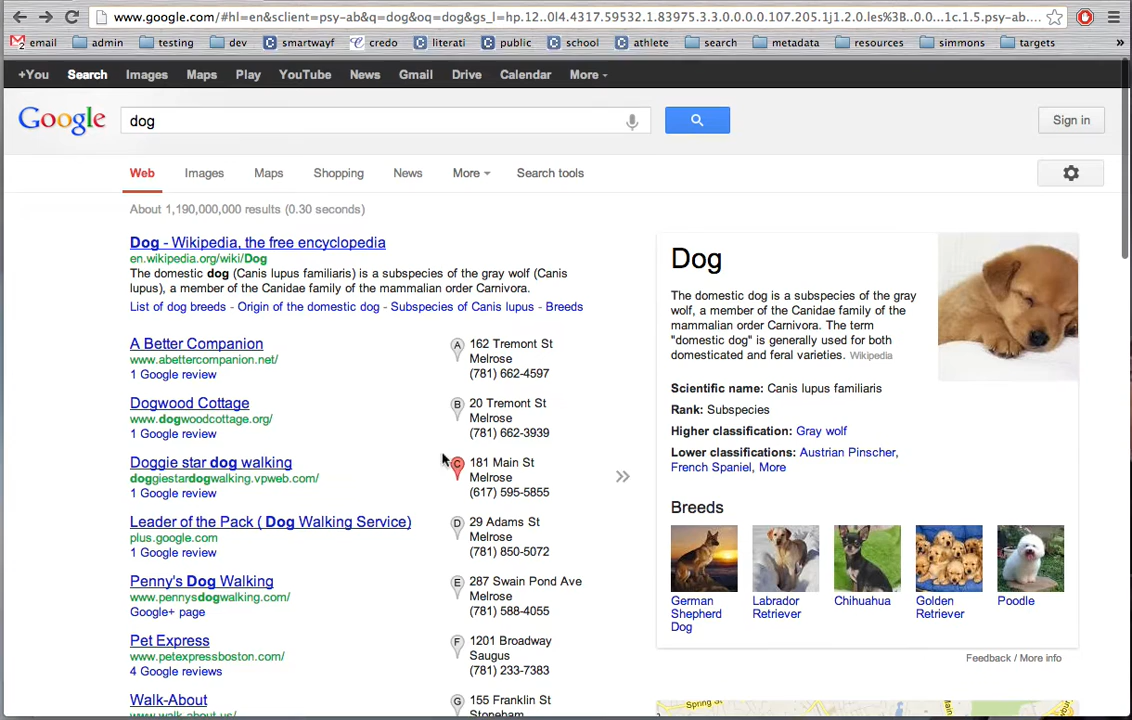 www.google.com/#hl=en&sclient=psy-ab&q=dog&oq=dog&gs_l=hp.12..0l4.4317.59532.1.83975.3.3.0.0.0.0.107.205.1j1.2.0.les%3B..0.0...1c.1.5.psy-ab....
email admin testing dev smartwayf credo literati public school athlete search metadata resources simmons targets »
+You Search Images Maps Play YouTube News Gmail Drive Calendar More
Google dog Sign in
Web Images Maps Shopping News More Search tools
About 1,190,000,000 results (0.30 seconds)
Dog - Wikipedia, the free encyclopedia
en.wikipedia.org/wiki/Dog
The domestic dog (Canis lupus familiaris) is a subspecies of the gray wolf (Canis
lupus), a member of the Canidae family of the mammalian order Carnivora.
List of dog breeds - Origin of the domestic dog - Subspecies of Canis lupus - Breeds
A Better Companion
www.abettercompanion.net/
1 Google review
A 162 Tremont St
Melrose
(781) 662-4597
Dogwood Cottage
www.dogwoodcottage.org/
1 Google review
B 20 Tremont St
Melrose
(781) 662-3939
Doggie star dog walking
doggiestardogwalking.vpweb.com/
1 Google review
C 181 Main St
Melrose
(617) 595-5855
»
Leader of the Pack ( Dog Walking Service)
plus.google.com
1 Google review
D 29 Adams St
Melrose
(781) 850-5072
Penny's Dog Walking
www.pennysdogwalking.com/
Google+ page
E 287 Swain Pond Ave
Melrose
(781) 588-4055
Pet Express
www.petexpressboston.com/
4 Google reviews
F 1201 Broadway
Saugus
(781) 233-7383
Walk-About
www.walk-about.us/
G 155 Franklin St
Stoneham
Dog
The domestic dog is a subspecies of the gray
wolf, a member of the Canidae family of the
mammalian order Carnivora. The term
"domestic dog" is generally used for both
domesticated and feral varieties. Wikipedia
Scientific name: Canis lupus familiaris
Rank: Subspecies
Higher classification: Gray wolf
Lower classifications: Austrian Pinscher,
French Spaniel, More
Breeds
German
Shepherd
Dog
Labrador
Retriever
Chihuahua
Golden
Retriever
Poodle
Feedback / More info
Spring St
Main St